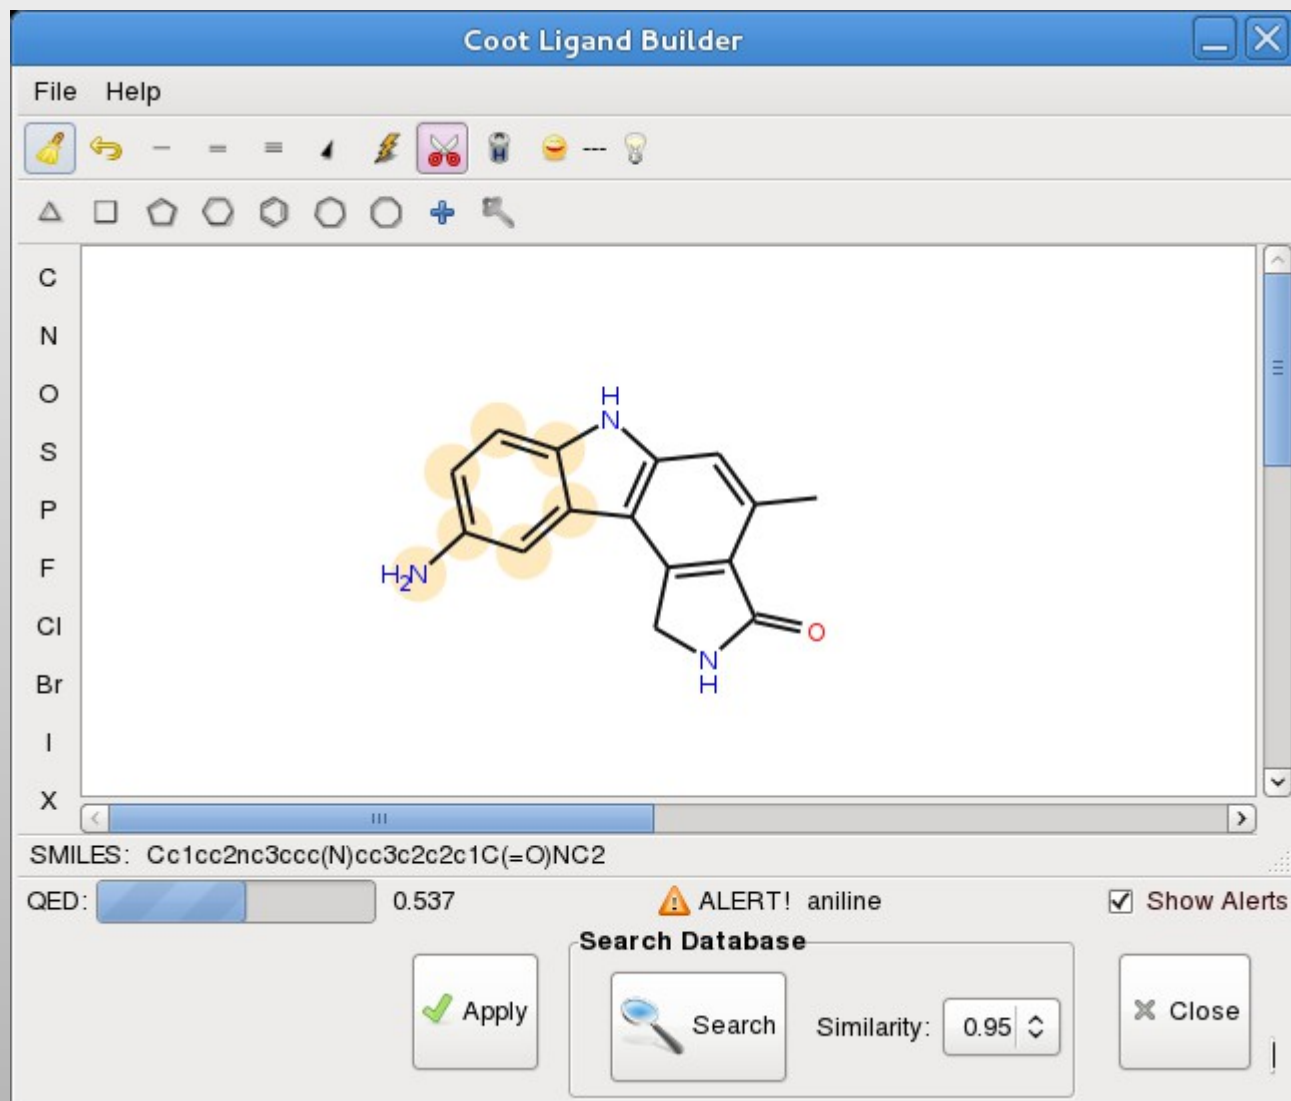 Coot Ligand Builder
File Help
H
---
C
N
O
S
P
F
Cl
Br
I
X
H
N
H2N
O
N
H
SMILES: Cc1cc2nc3ccc(N)cc3c2c2c1C(=O)NC2
QED: 0.537 ALERT! aniline Show Alerts
Search Database
Apply Search Similarity: 0.95 Close